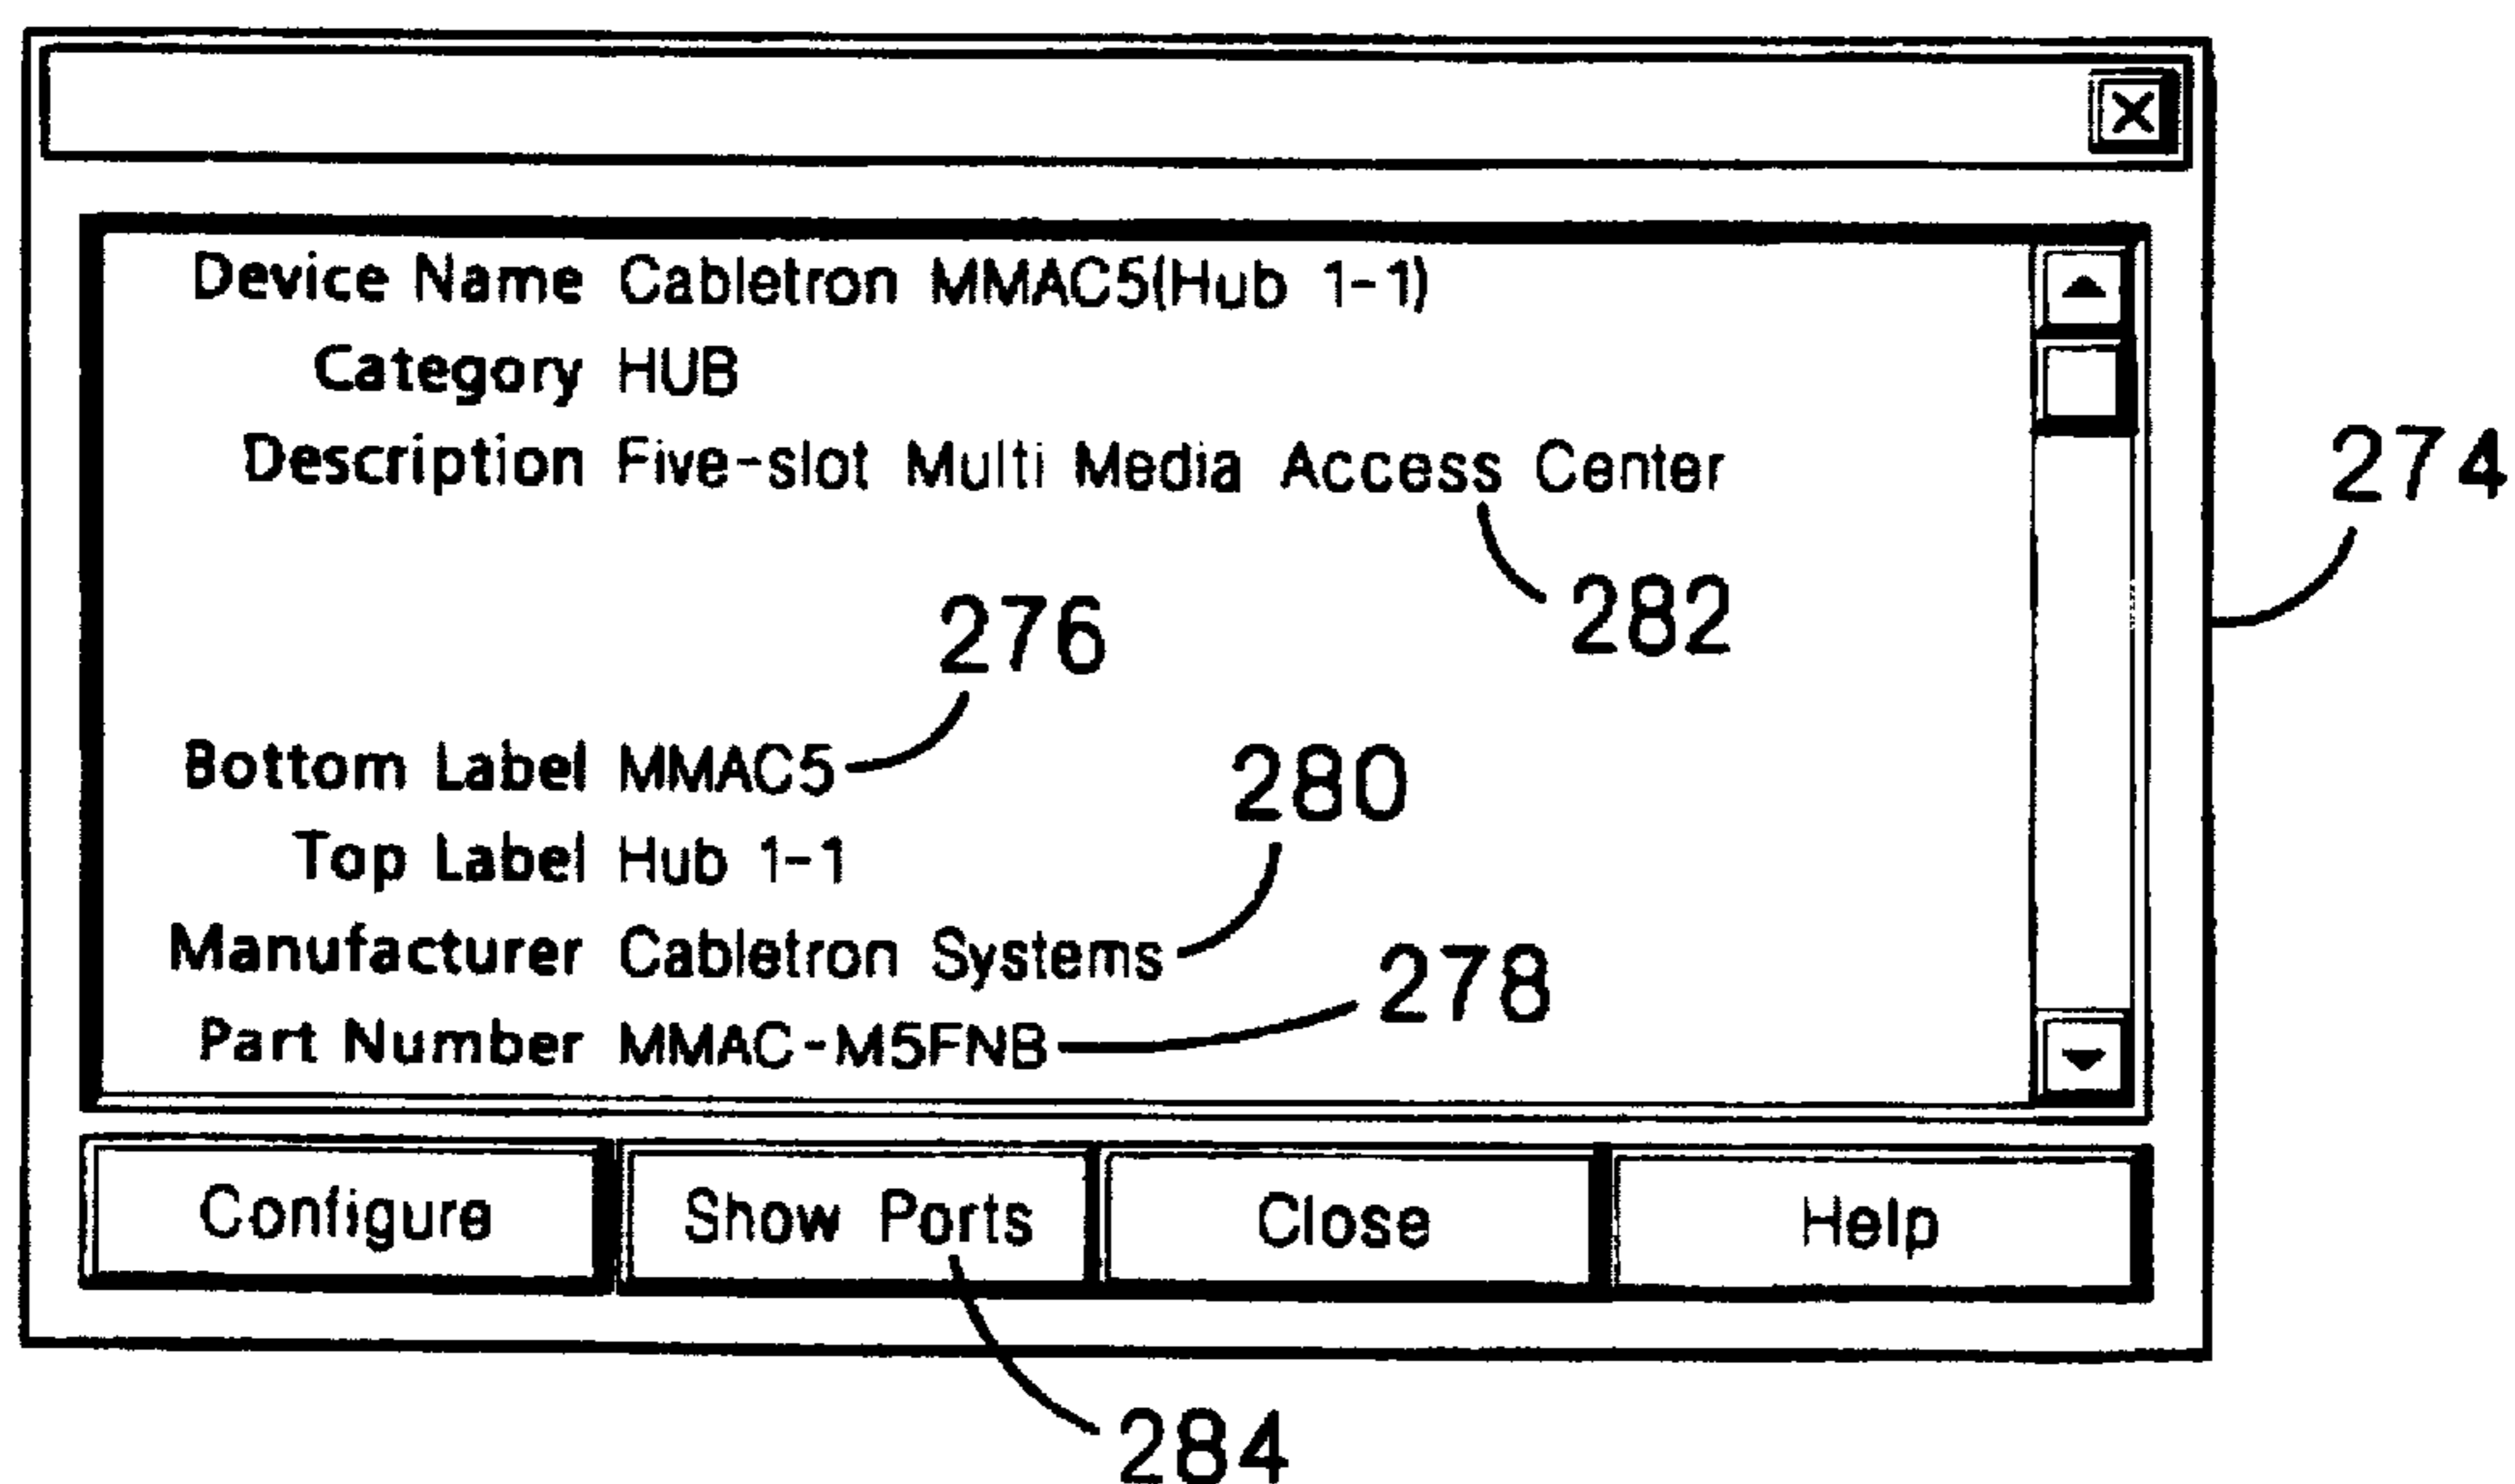 Device Name Cabletron MMAC5(Hub 1-1)
Category HUB
Description Five-slot Multi Media Access Center
274
282
276
Bottom Label MMAC5
280
Top Label Hub 1-1
Manufacturer Cabletron Systems
278
Part Number MMAC-M5FNB
Configure Show Ports Close Help
284